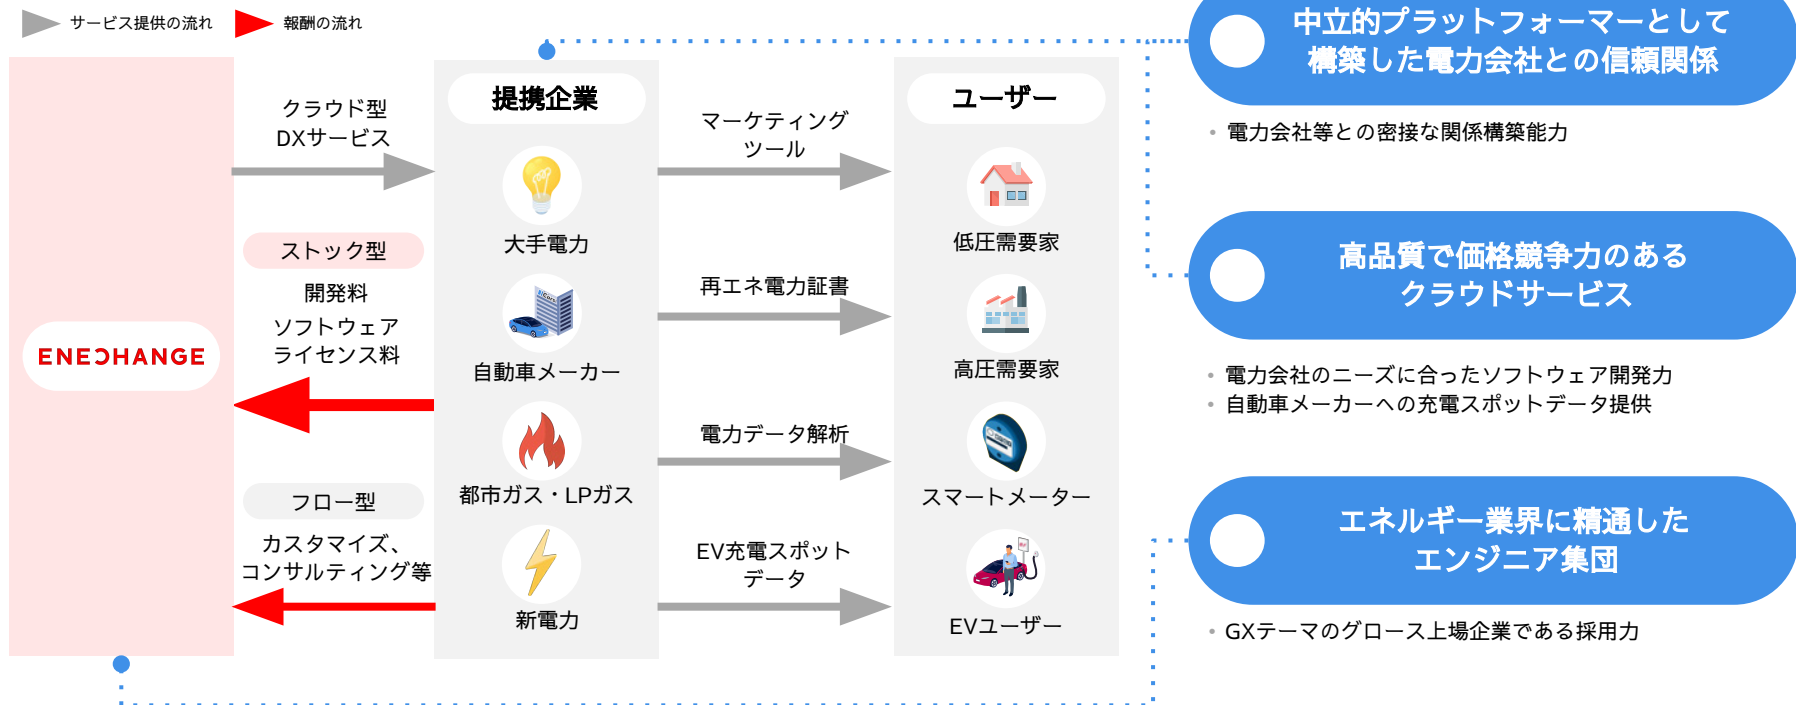 サービス提供の流れ
報酬の流れ
ENECHANGE
クラウド型
DXサービス
ストック型
開発料
ソフトウェア
ライセンス料
フロー型
カスタマイズ、
コンサルティング等
提携企業
大手電力
自動車メーカー
都市ガス・LPガス
新電力
マーケティング
ツール
再エネ電力証書
電力データ解析
EV充電スポット
データ
ユーザー
低圧需要家
高圧需要家
スマートメーター
EVユーザー
中立的プラットフォーマーとして
構築した電力会社との信頼関係
• 電力会社等との密接な関係構築能力
高品質で価格競争力のある
クラウドサービス
• 電力会社のニーズに合ったソフトウェア開発力
• 自動車メーカーへの充電スポットデータ提供
エネルギー業界に精通した
エンジニア集団
• GXテーマのグロース上場企業である採用力